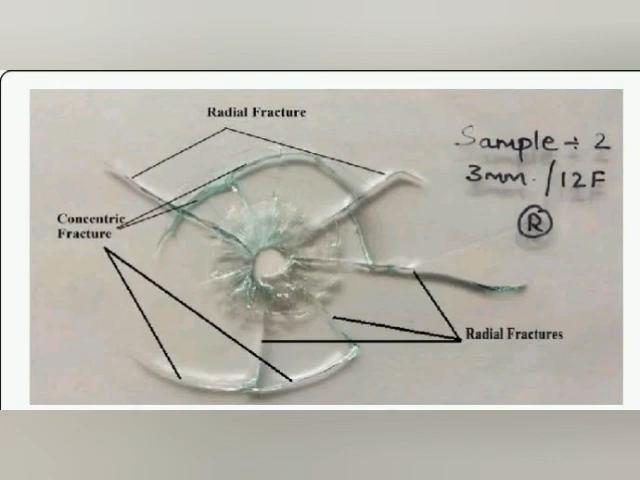 Radial Fracture
Sample ÷ 2
3mm. / 12F
R
Concentric
Fracture
Radial Fractures